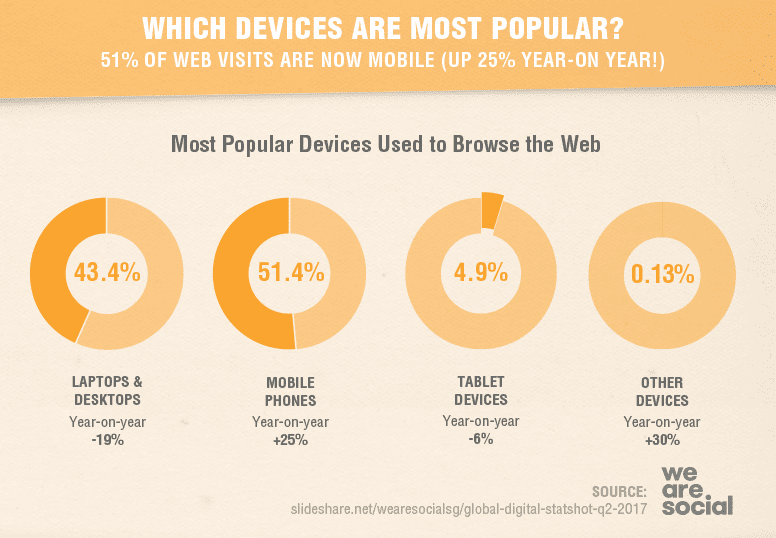 WHICH DEVICES ARE MOST POPULAR?
51% OF WEB VISITS ARE NOW MOBILE (UP 25% YEAR-ON YEAR!)
Most Popular Devices Used to Browse the Web
43.4%
51.4%
4.9%
0.13%
LAPTOPS &
DESKTOPS
Year-on-year
-19%
MOBILE
PHONES
Year-on-year
+25%
TABLET
DEVICES
Year-on-year
-6%
OTHER
DEVICES
Year-on-year
+30%
SOURCE:
slideshare.net/wearesocialsg/global-digital-statshot-q2-2017
we
are
social